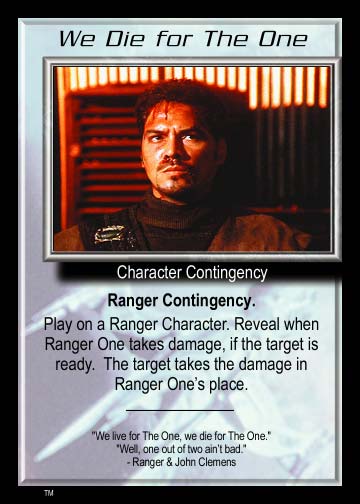 We Die for The One
Character Contingency
Ranger Contingency.
Play on a Ranger Character. Reveal when
Ranger One takes damage, if the target is
ready.  The target takes the damage in
Ranger One's place.
"We live for The One, we die for The One."
"Well, one out of two ain't bad."
- Ranger & John Clemens
TM